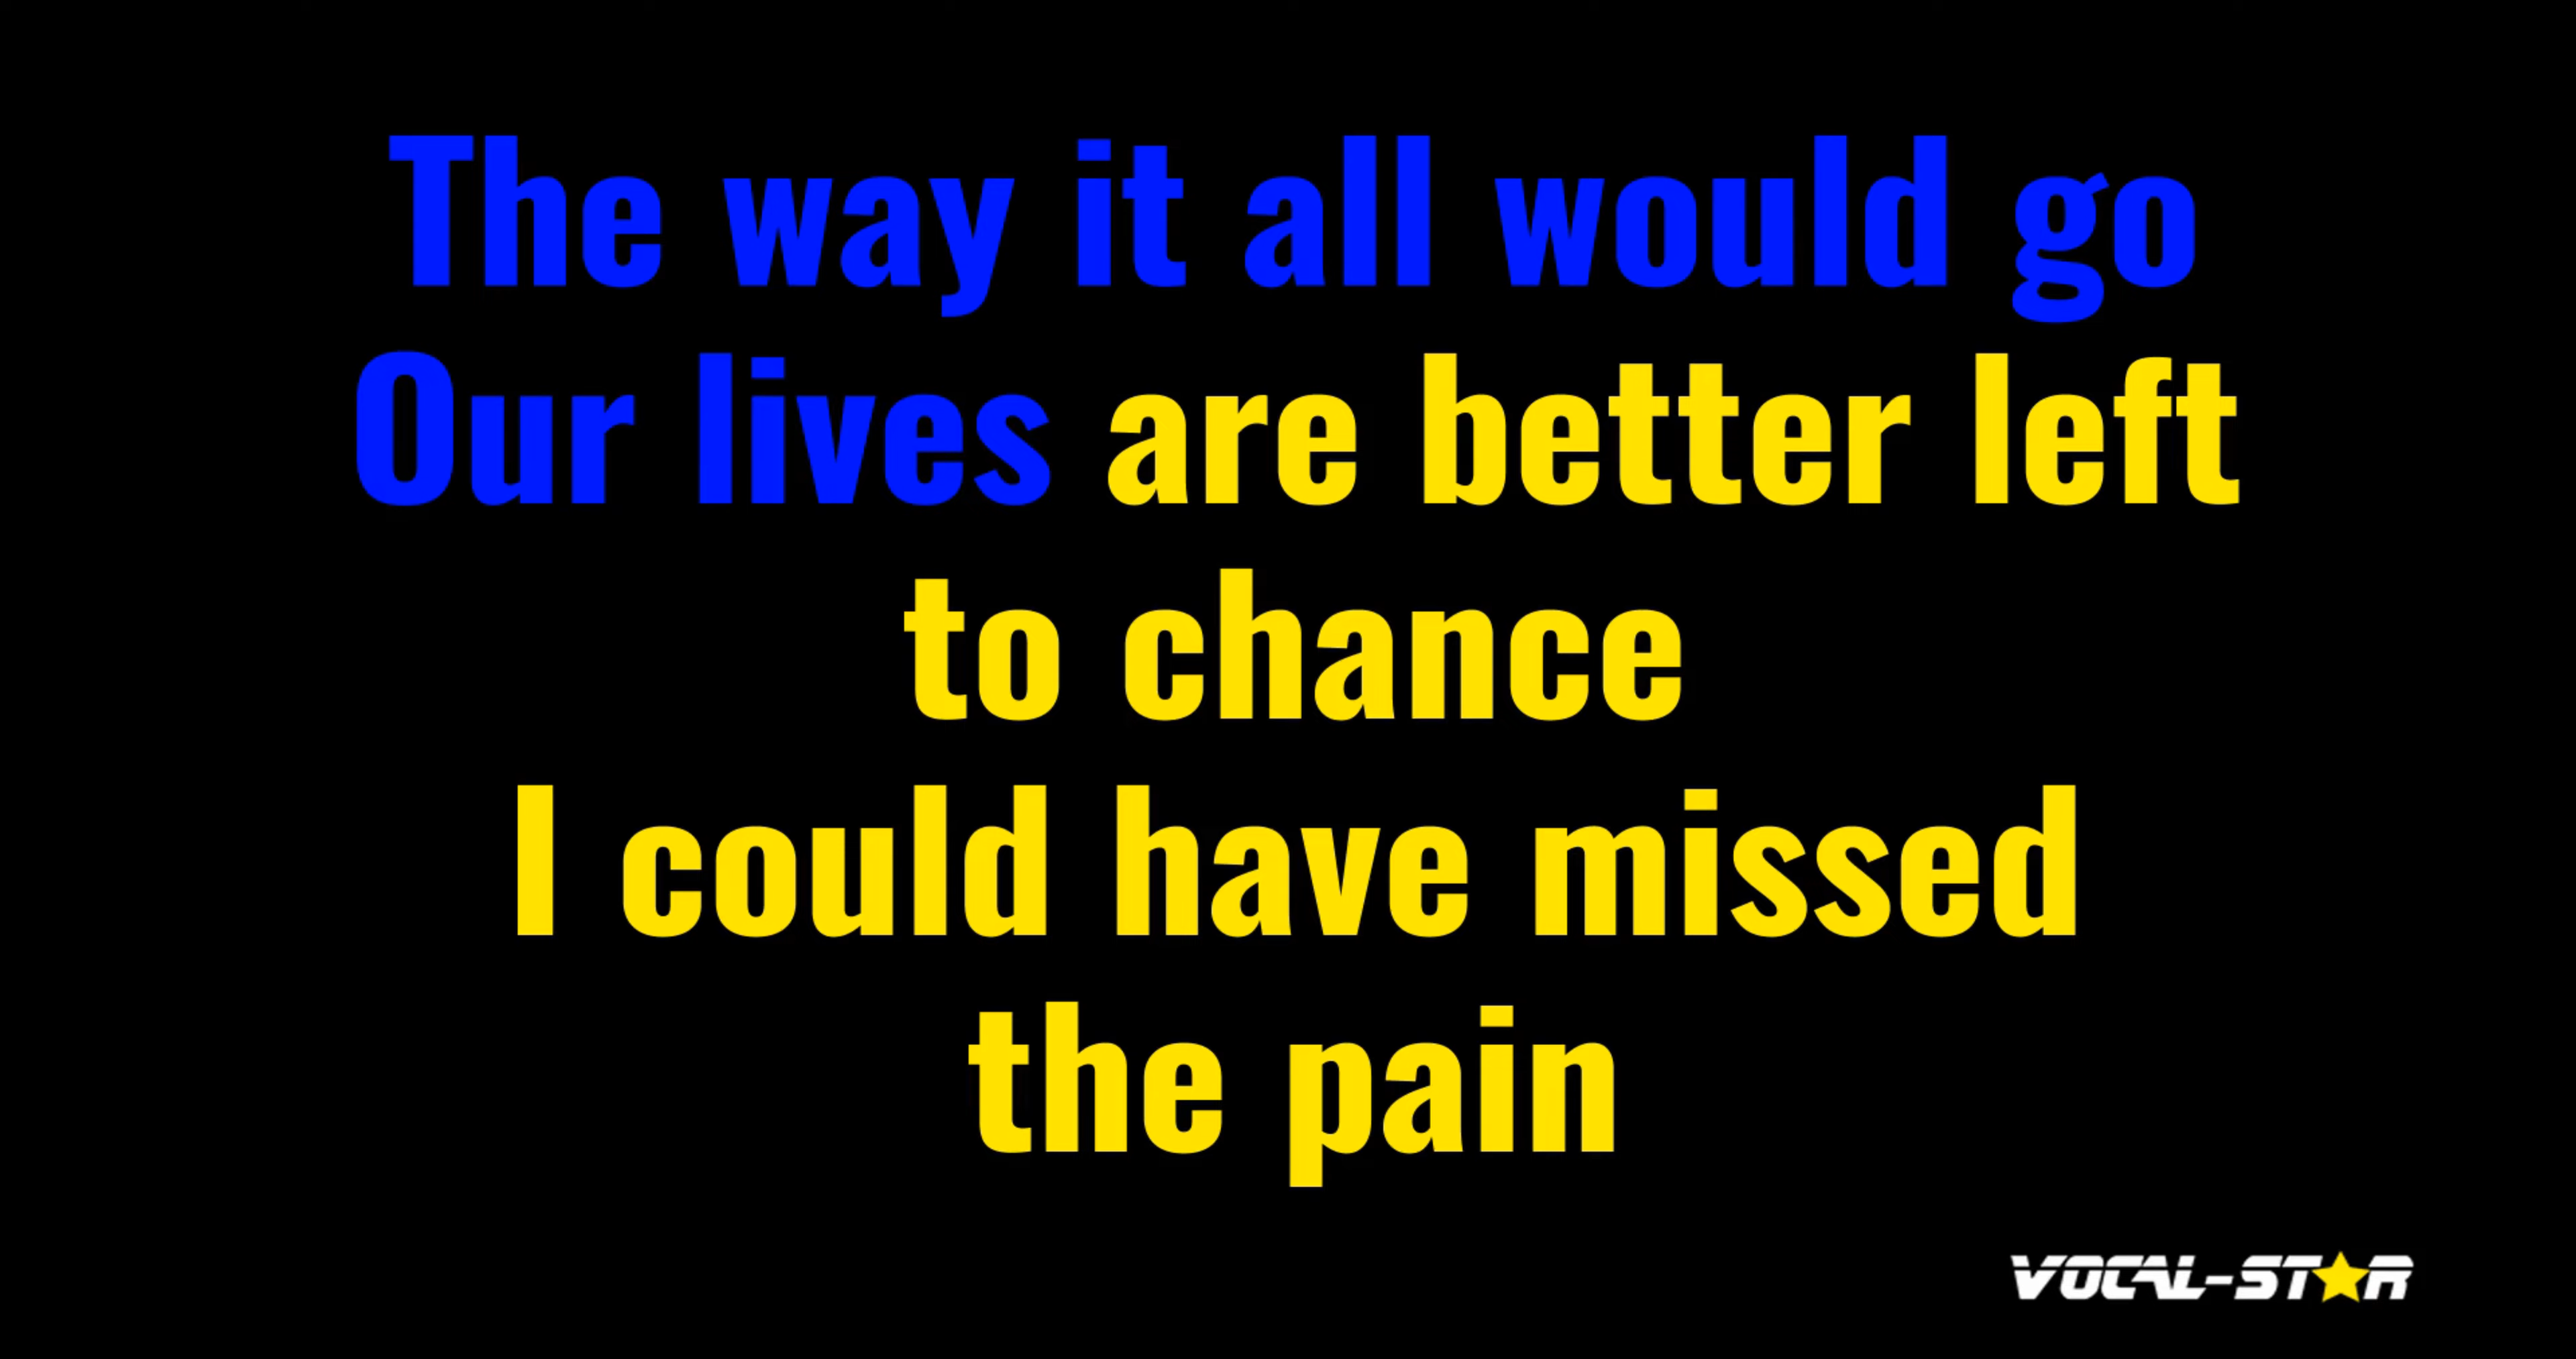 The way it all would go
Our lives are better left
to chance
I could have missed
the pain
VOCAL-STAR